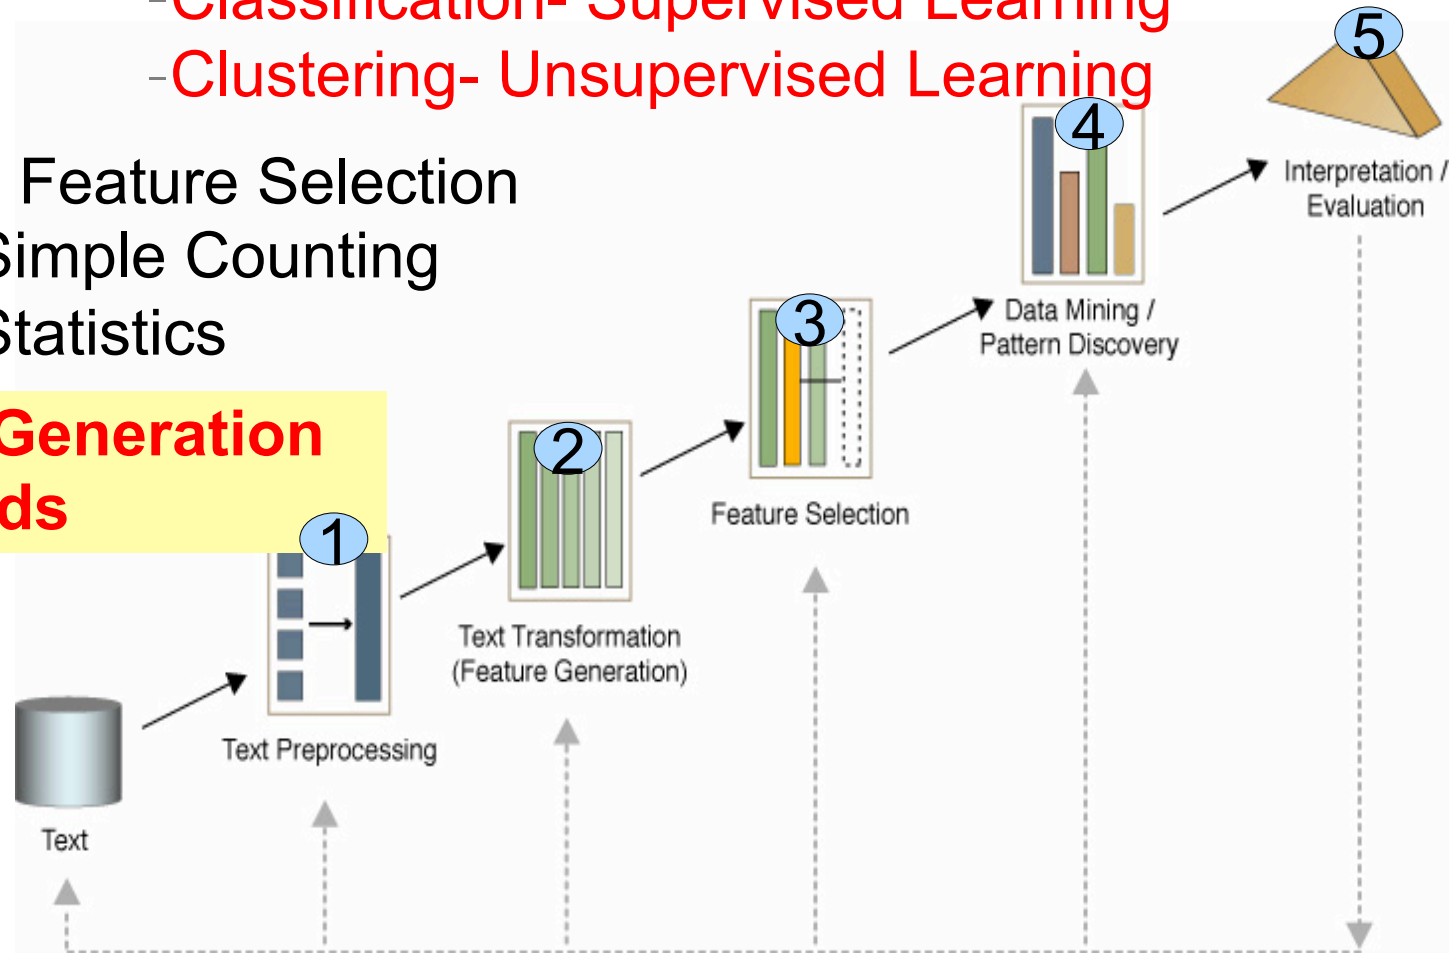 -Classification- Supervised Learning
-Clustering- Unsupervised Learning
Feature Selection
Simple Counting
Statistics
Generation
ds
1
2
3
4
5
Interpretation /
Evaluation
Data Mining /
Pattern Discovery
Feature Selection
Text Transformation
(Feature Generation)
Text Preprocessing
Text